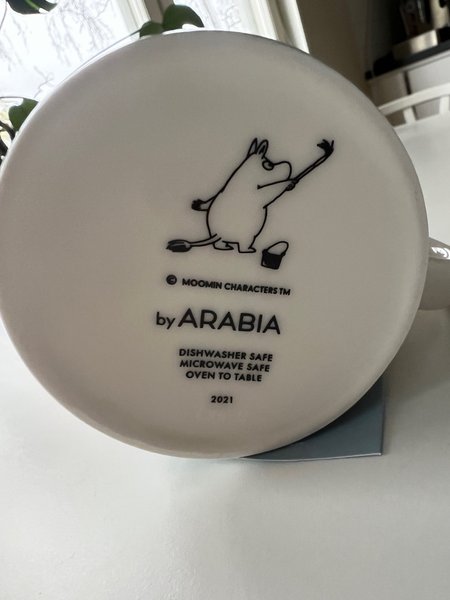 © MOOMIN CHARACTERS TM
by ARABIA
DISHWASHER SAFE
MICROWAVE SAFE
OVEN TO TABLE
2021